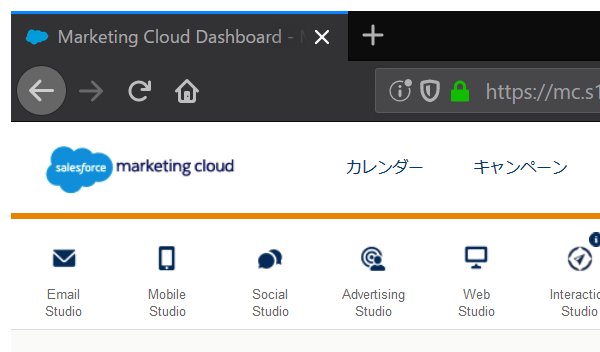 Marketing Cloud Dashboard -
https://mc.s1
salesforce marketing cloud カレンダー キャンペーン
Email Studio
Mobile Studio
Social Studio
Advertising Studio
Web Studio
Interactio Studio